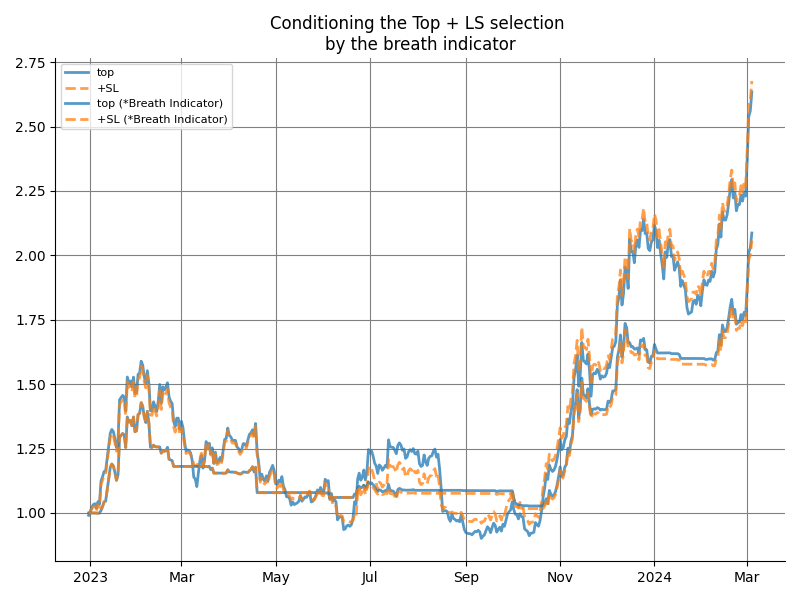 Conditioning the Top + LS selection
by the breath indicator
top
+SL
top (*Breath Indicator)
+SL (*Breath Indicator)
2.75
2.50
2.25
2.00
1.75
1.50
1.25
1.00
2023 Mar May Jul Sep Nov 2024 Mar